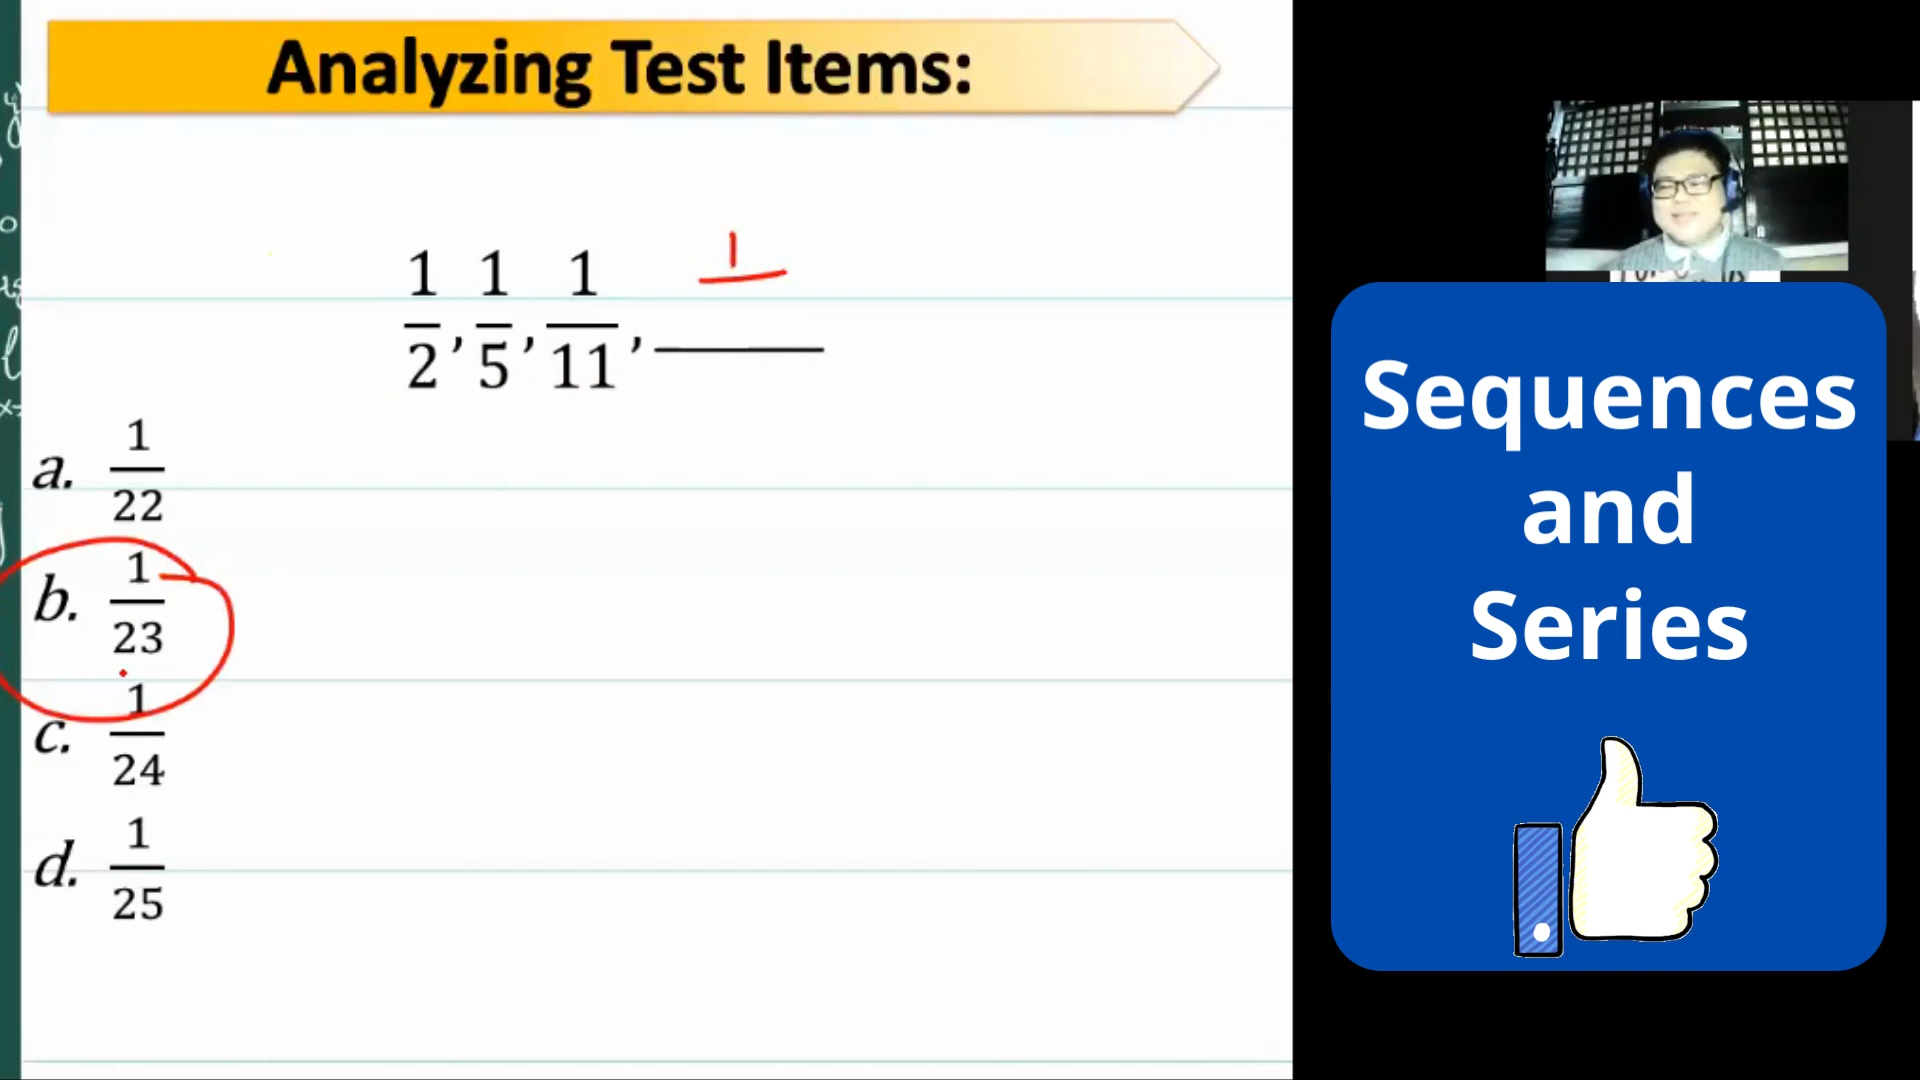 Analyzing Test Items:
1/2, 1/5, 1/11, ______
1
a. 1/22
b. 1/23
c. 1/24
d. 1/25
Sequences
and
Series